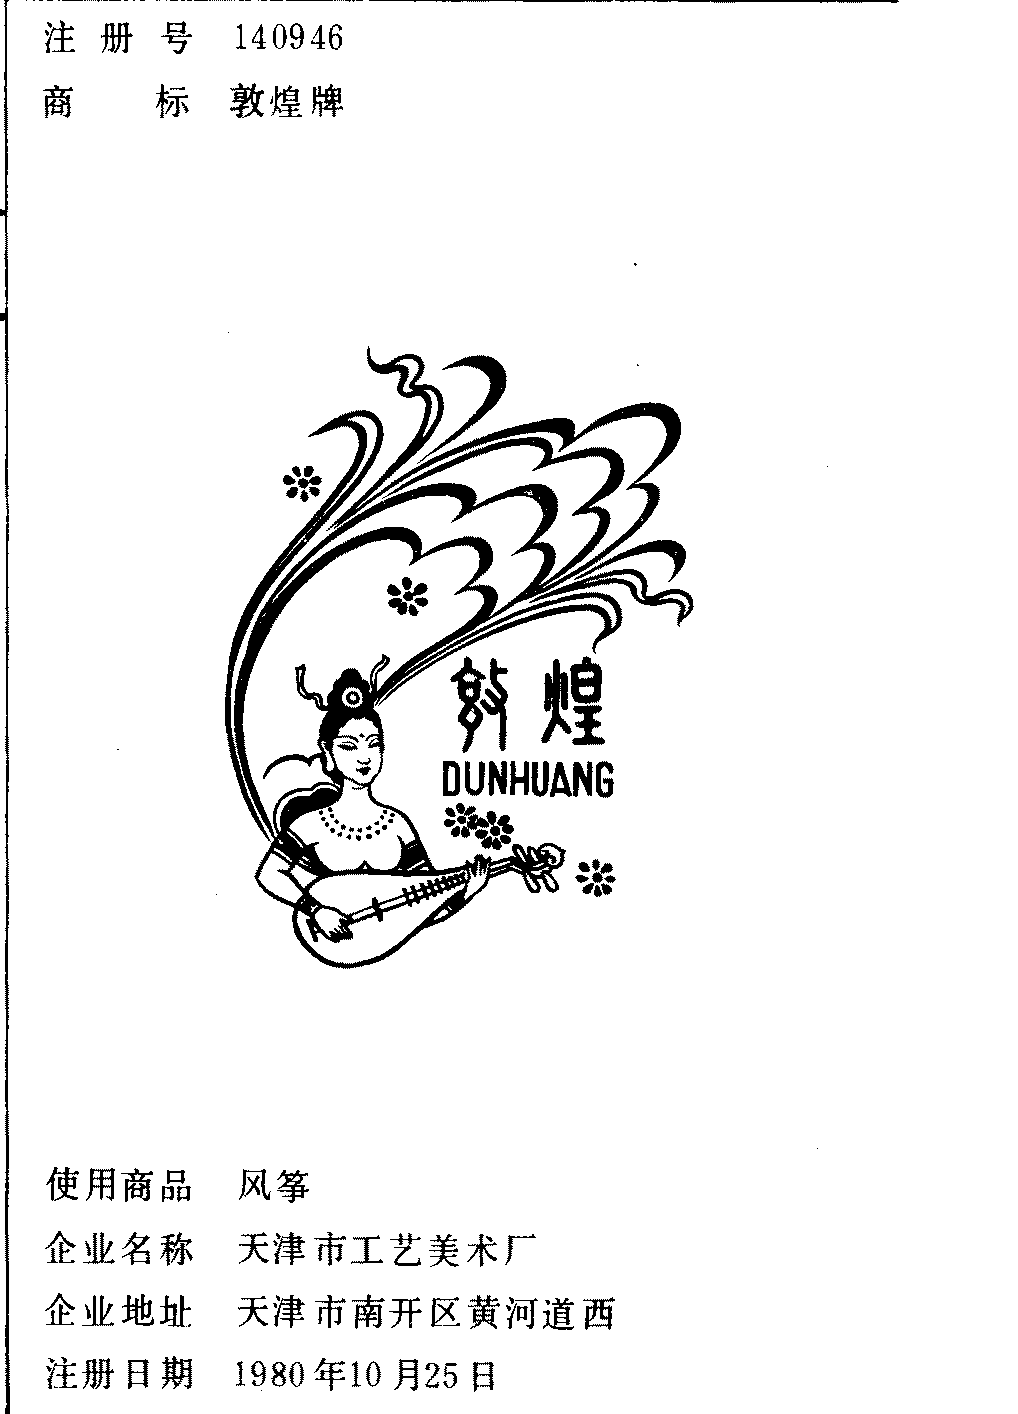 注册号 140946
商标 敦煌牌
敦煌
DUNHUANG
使用商品 风筝
企业名称 天津市工艺美术厂
企业地址 天津市南开区黄河道西
注册日期 1980年10月25日